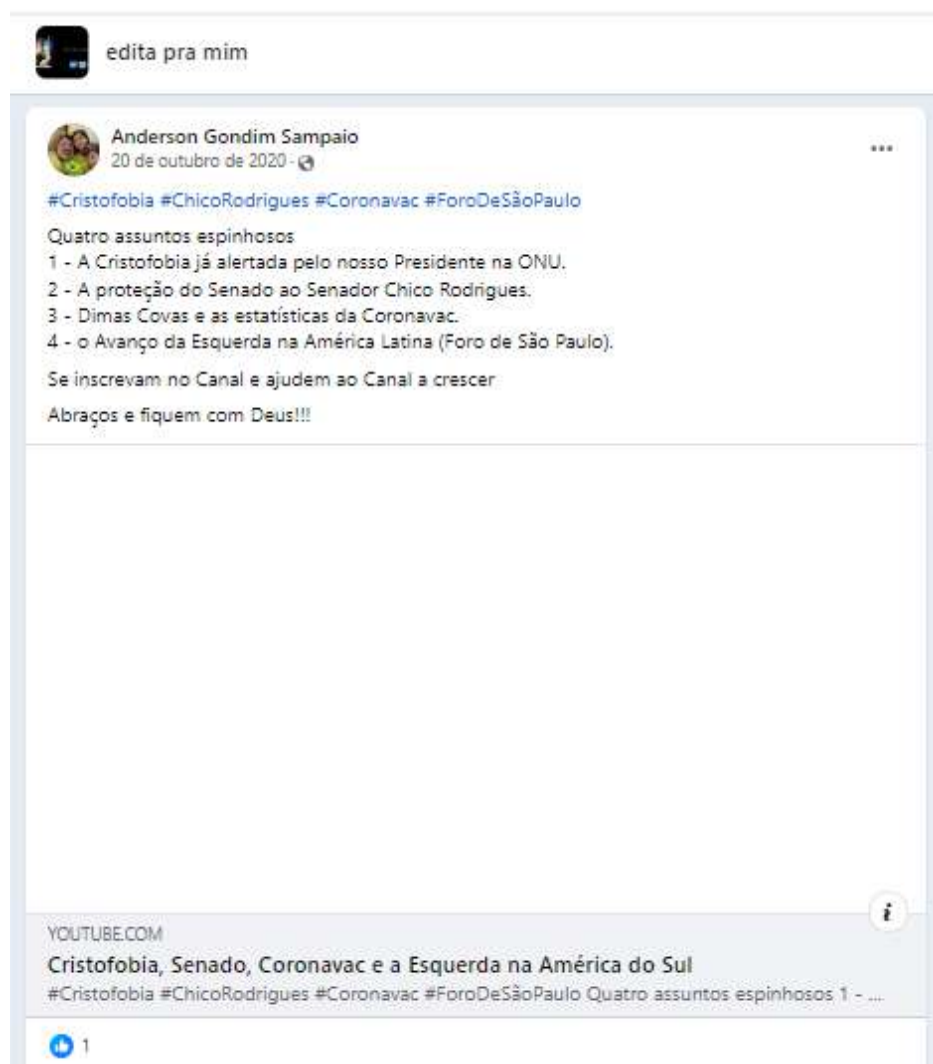 edita pra mim
Anderson Gondim Sampaio
20 de outubro de 2020 ·
#Cristofobia #ChicoRodrigues #Coronavac #ForoDeSãoPaulo
Quatro assuntos espinhosos
1 - A Cristofobia já alertada pelo nosso Presidente na ONU.
2 - A proteção do Senado ao Senador Chico Rodrigues.
3 - Dimas Covas e as estatísticas da Coronavac.
4 - o Avanço da Esquerda na América Latina (Foro de São Paulo).
Se inscrevam no Canal e ajudem ao Canal a crescer
Abraços e fiquem com Deus!!!
YOUTUBE.COM
Cristofobia, Senado, Coronavac e a Esquerda na América do Sul
#Cristofobia #ChicoRodrigues #Coronavac #ForoDeSãoPaulo Quatro assuntos espinhosos 1 - ...
1